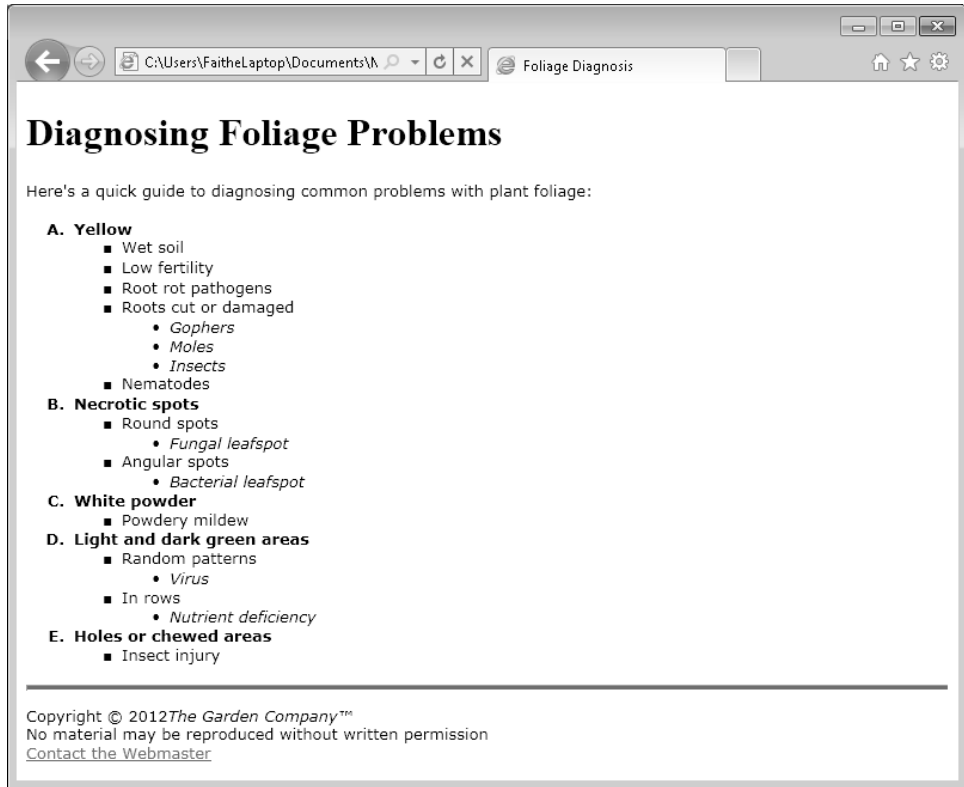 C:\Users\FaitheLaptop\Documents\
Foliage Diagnosis
Diagnosing Foliage Problems
Here's a quick guide to diagnosing common problems with plant foliage:
A. Yellow
■ Wet soil
■ Low fertility
■ Root rot pathogens
■ Roots cut or damaged
• Gophers
• Moles
• Insects
■ Nematodes
B. Necrotic spots
■ Round spots
• Fungal leafspot
■ Angular spots
• Bacterial leafspot
C. White powder
■ Powdery mildew
D. Light and dark green areas
■ Random patterns
• Virus
■ In rows
• Nutrient deficiency
E. Holes or chewed areas
■ Insect injury
Copyright © 2012The Garden Company™
No material may be reproduced without written permission
Contact the Webmaster